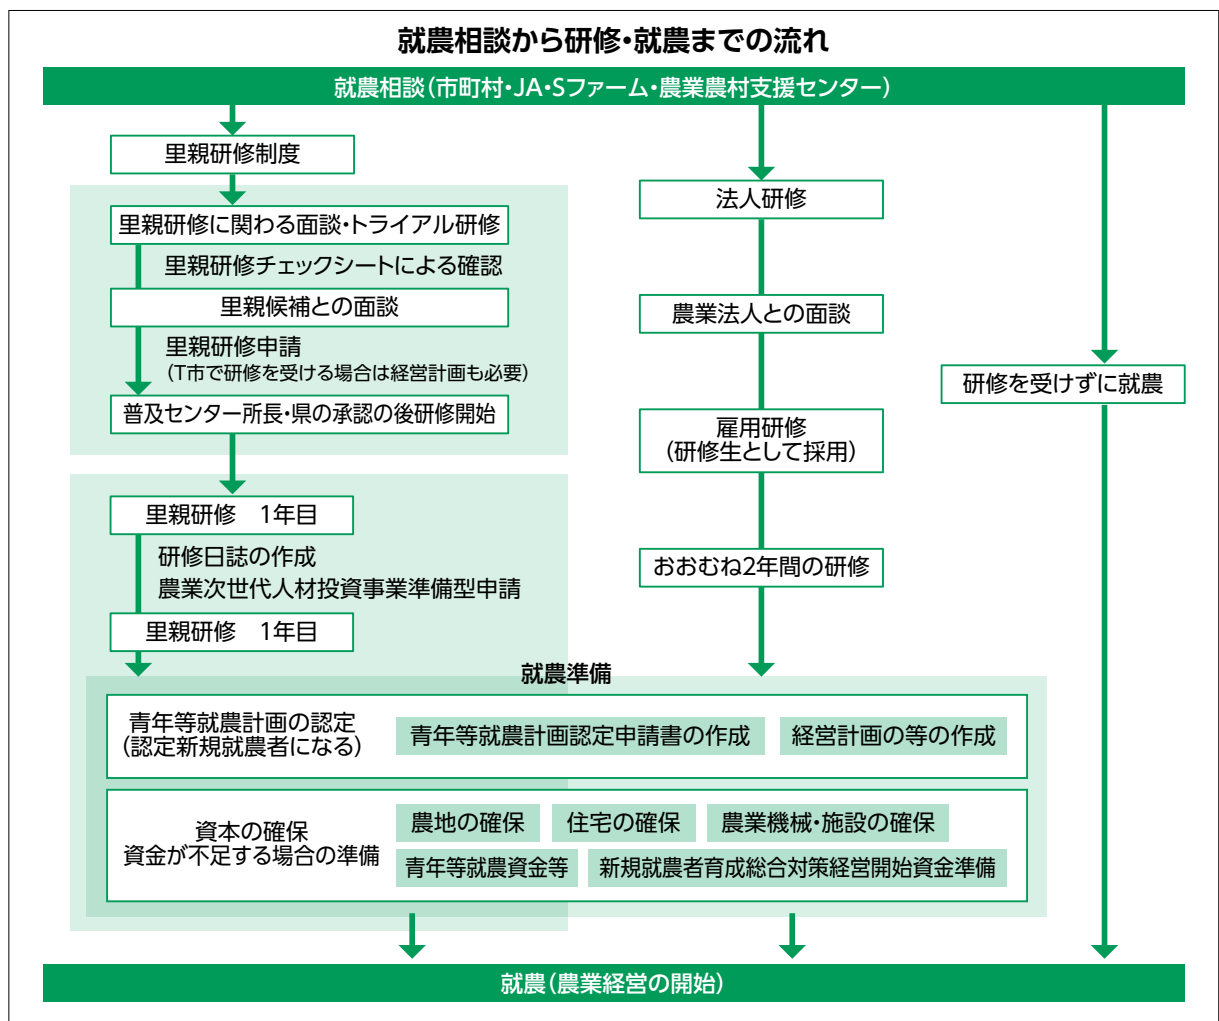 就農相談から研修・就農までの流れ
就農相談(市町村・JA・Sファーム・農業農村支援センター)
里親研修制度
里親研修に関わる面談・トライアル研修
里親研修チェックシートによる確認
里親候補との面談
里親研修申請
(T市で研修を受ける場合は経営計画も必要)
普及センター所長・県の承認の後研修開始
里親研修　1年目
研修日誌の作成
農業次世代人材投資事業準備型申請
里親研修　1年目
法人研修
農業法人との面談
雇用研修
(研修生として採用)
おおむね2年間の研修
研修を受けずに就農
就農準備
青年等就農計画の認定
(認定新規就農者になる)
青年等就農計画認定申請書の作成
経営計画の等の作成
資本の確保
資金が不足する場合の準備
農地の確保
住宅の確保
農業機械・施設の確保
青年等就農資金等
新規就農者育成総合対策経営開始資金準備
就農(農業経営の開始)